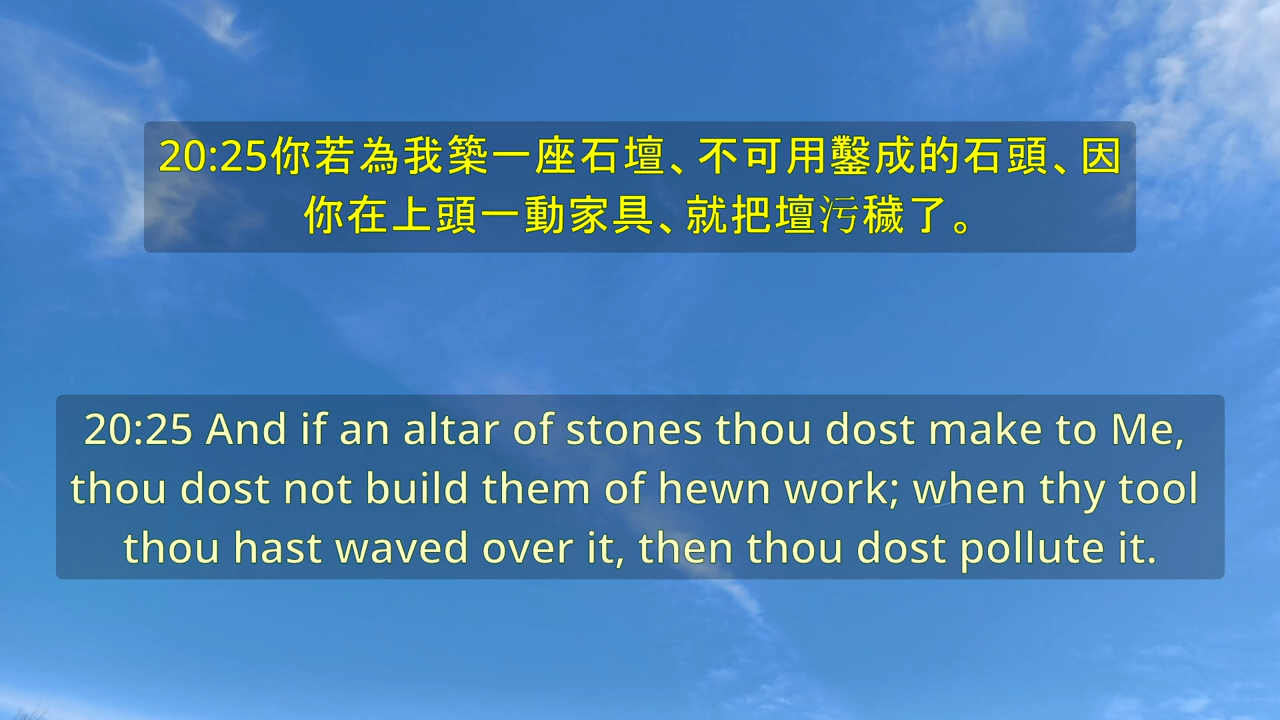 20:25你若為我築一座石壇、不可用鑿成的石頭、因
你在上頭一動家具、就把壇污穢了。
20:25 And if an altar of stones thou dost make to Me,
thou dost not build them of hewn work; when thy tool
thou hast waved over it, then thou dost pollute it.